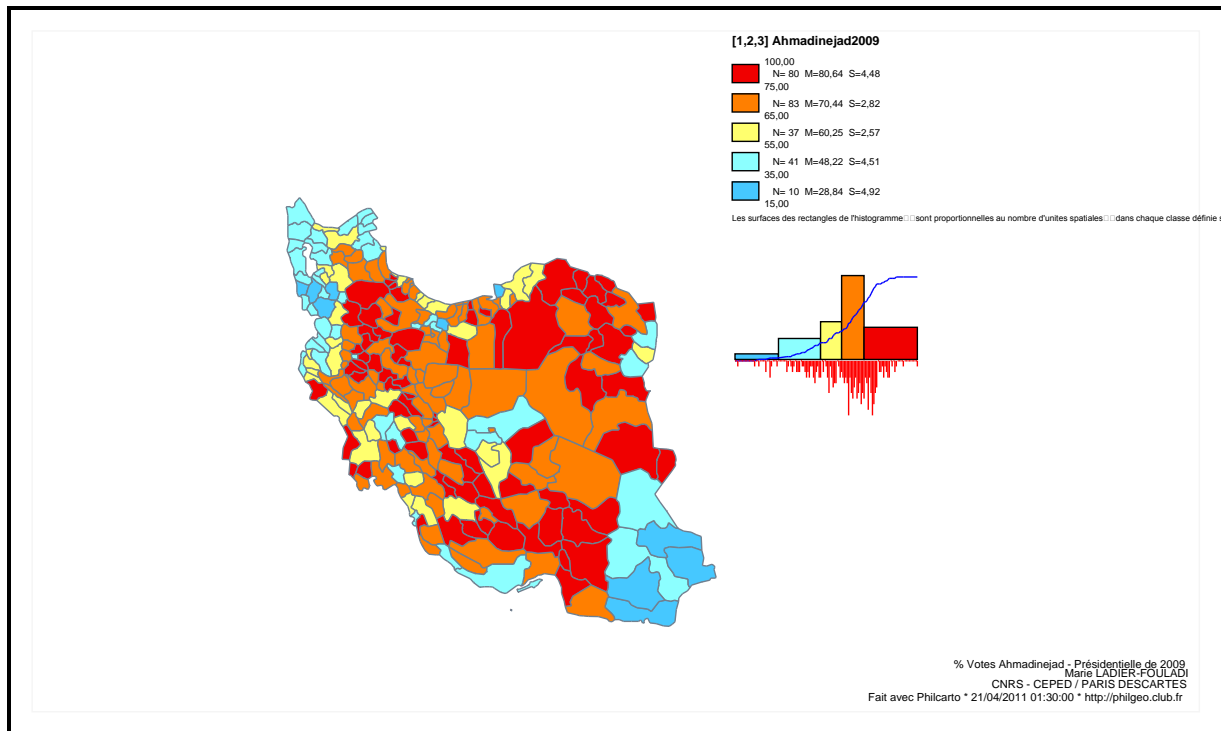 [1,2,3] Ahmadinejad2009
100,00
N= 80 M=80,64 S=4,48
75,00
N= 83 M=70,44 S=2,82
65,00
N= 37 M=60,25 S=2,57
55,00
N= 41 M=48,22 S=4,51
35,00
N= 10 M=28,84 S=4,92
15,00
Les surfaces des rectangles de l'histogramme□□sont proportionnelles au nombre d'unites spatiales□□dans chaque classe définie s
% Votes Ahmadinejad - Présidentielle de 2009
Marie LADIER-FOULADI
CNRS - CEPED / PARIS DESCARTES
Fait avec Philcarto * 21/04/2011 01:30:00 * http://philgeo.club.fr